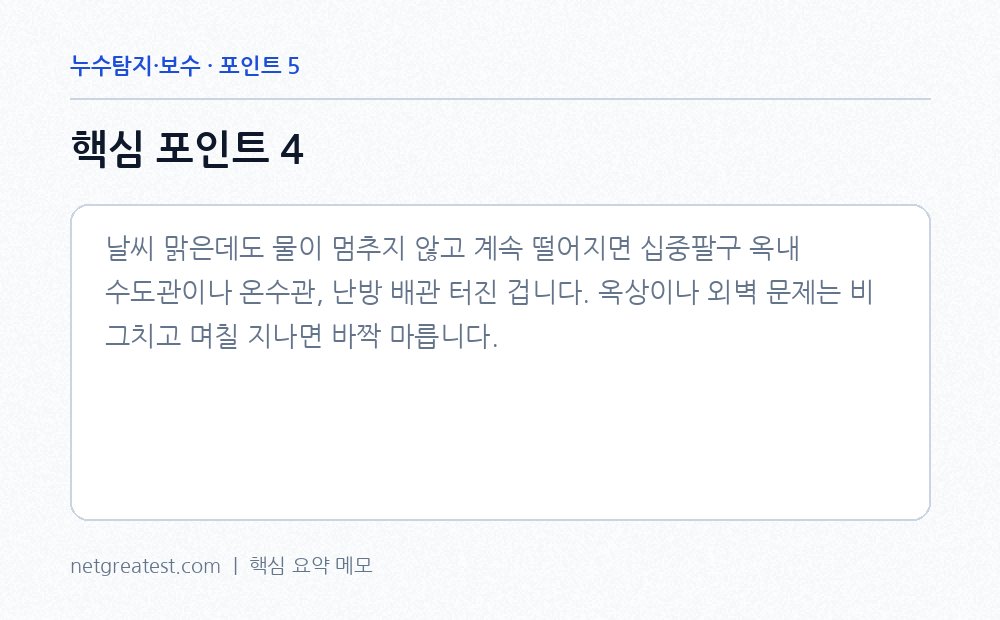 누수탐지·보수 · 포인트 5
핵심 포인트 4
날씨 맑은데도 물이 멈추지 않고 계속 떨어지면 십중팔구 옥내
수도관이나 온수관, 난방 배관 터진 겁니다. 옥상이나 외벽 문제는 비
그치고 며칠 지나면 바짝 마릅니다.
netgreatest.com | 핵심 요약 메모